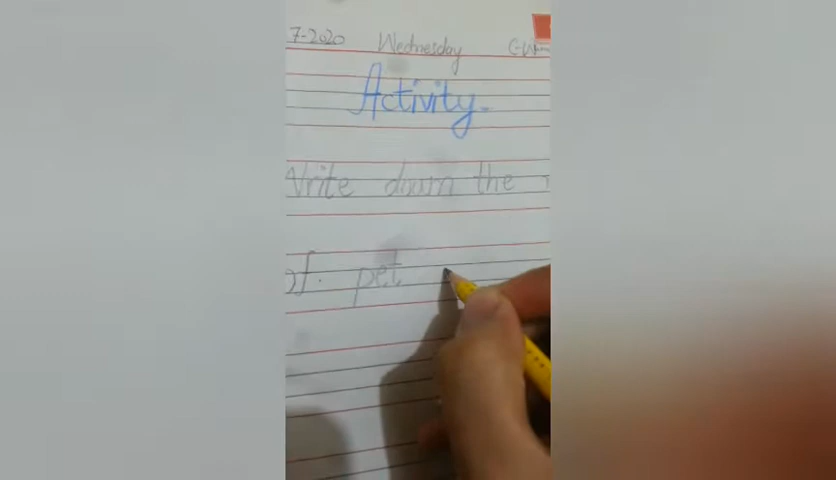 7-2020 Wednesday C-W
Activity.
Write down the
of pet